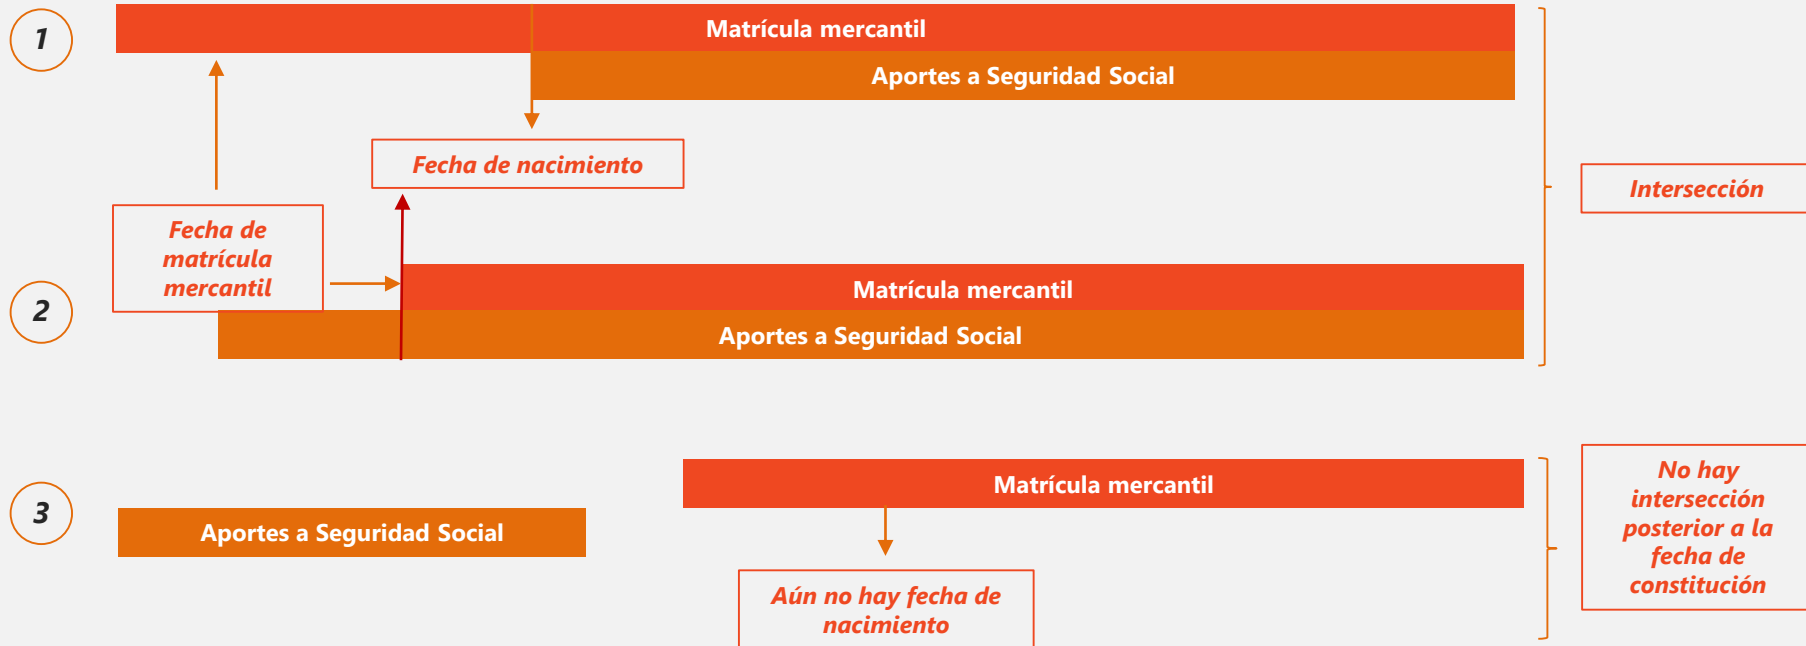 1
Matrícula mercantil
Aportes a Seguridad Social
Fecha de nacimiento
Intersección
Fecha de
matrícula
mercantil
2
Matrícula mercantil
Aportes a Seguridad Social
3
Matrícula mercantil
Aportes a Seguridad Social
Aún no hay fecha de
nacimiento
No hay
intersección
posterior a la
fecha de
constitución